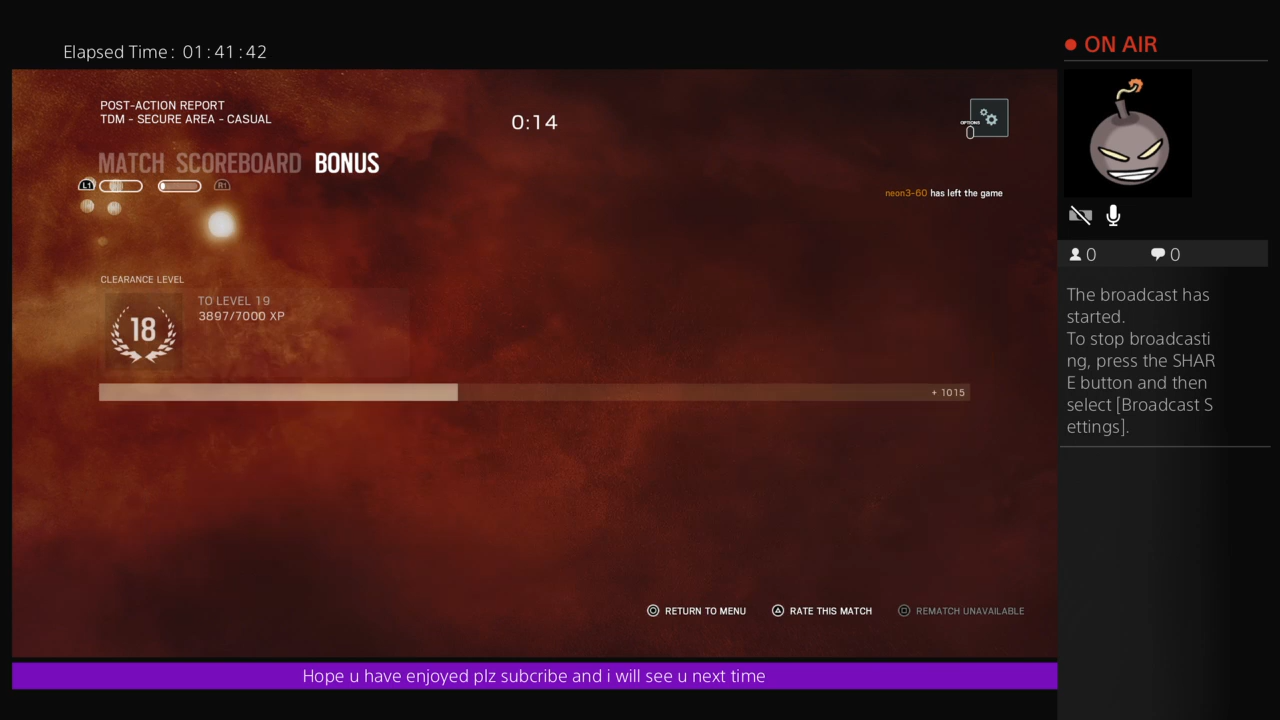 Elapsed Time: 01:41:42
ON AIR
POST-ACTION REPORT
TDM - SECURE AREA - CASUAL
0:14
OPTIONS
MATCH SCOREBOARD BONUS
L1 R1
neon3-60 has left the game
0 0
CLEARANCE LEVEL
18
TO LEVEL 19
3897/7000 XP
+ 1015
The broadcast has
started.
To stop broadcasti
ng, press the SHAR
E button and then
select [Broadcast S
ettings].
RETURN TO MENU RATE THIS MATCH REMATCH UNAVAILABLE
Hope u have enjoyed plz subcribe and i will see u next time